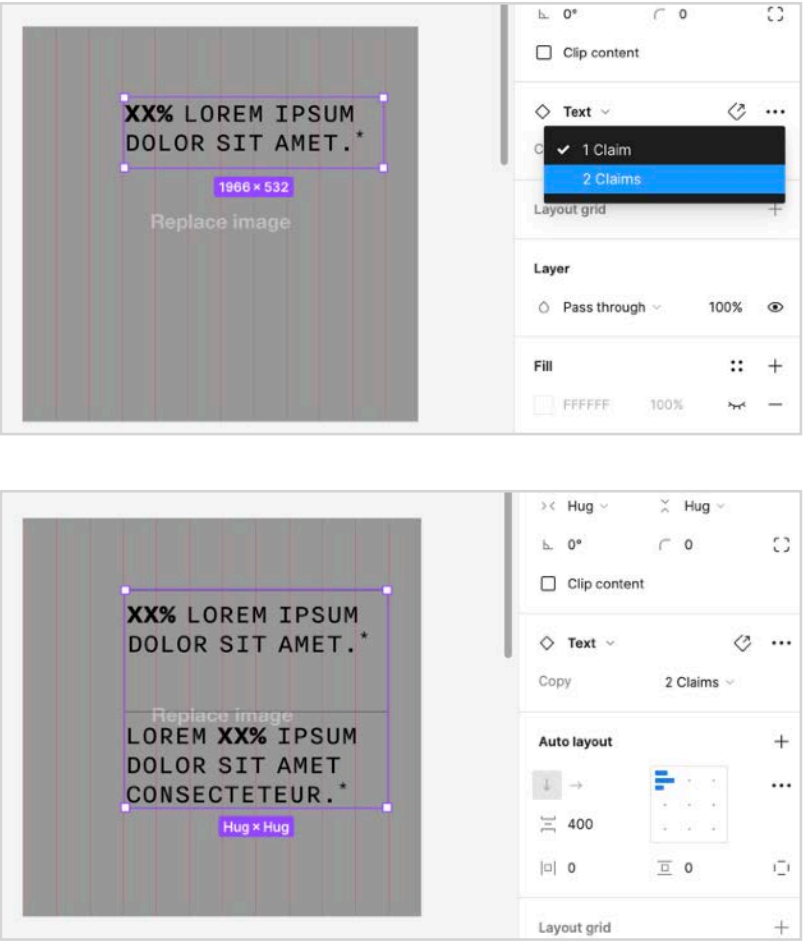 0°
0
Clip content
XX% LOREM IPSUM
DOLOR SIT AMET.*
1966 × 532
Replace image
Text
C
1 Claim
2 Claims
Layout grid
Layer
Pass through
100%
Fill
FFFFFF
100%
Hug
Hug
0°
0
Clip content
XX% LOREM IPSUM
DOLOR SIT AMET.*
Replace image
LOREM XX% IPSUM
DOLOR SIT AMET
CONSECTETEUR.*
Hug × Hug
Text
Copy
2 Claims
Auto layout
400
0
0
Layout grid